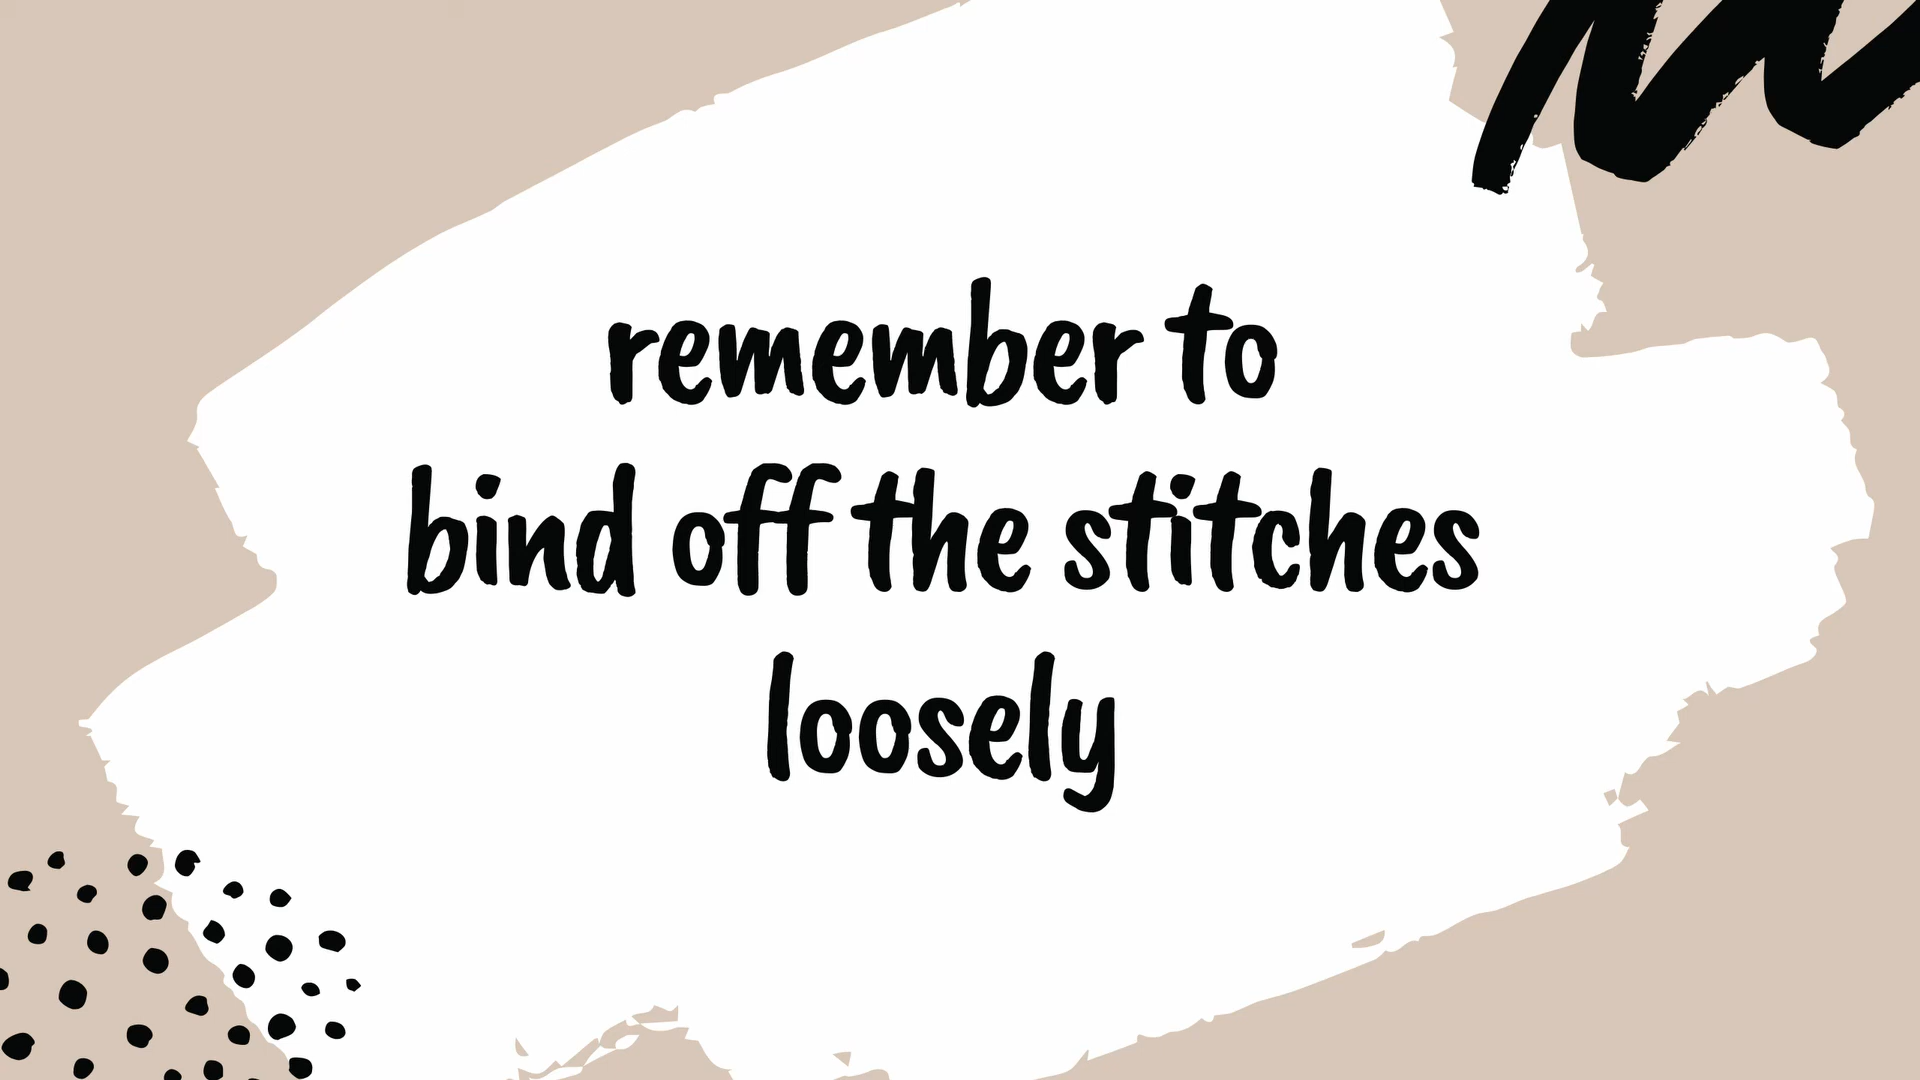 remember to
bind off the stitches
loosely